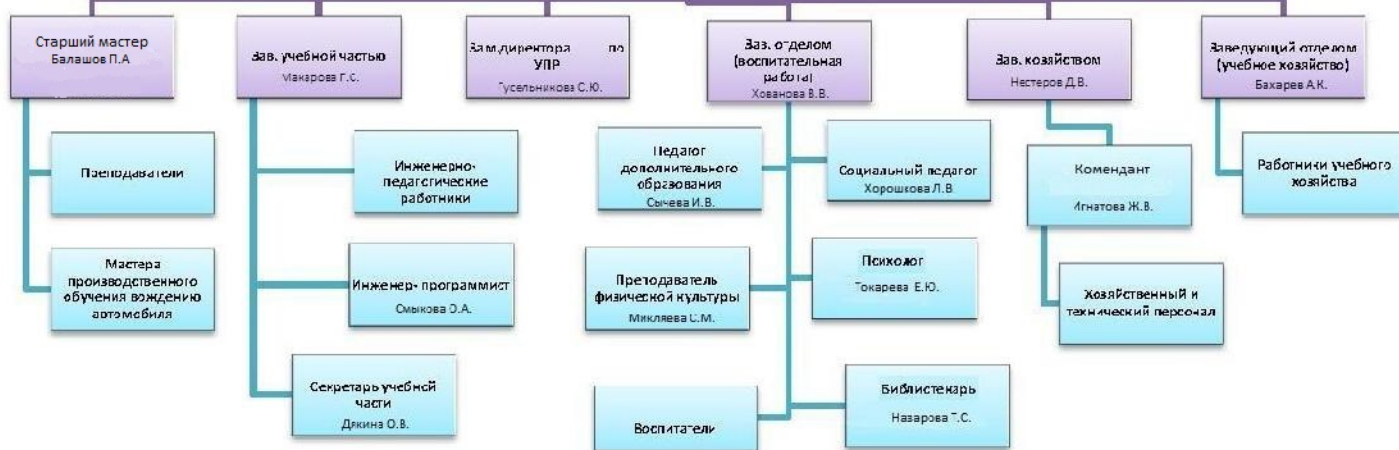 Старший мастер
Балашов П.А
Зав. учебной частью
Макарова Г.С.
Зам.директора по
УПР
Гусельникова С.Ю.
Зав. отделом
(воспитательная
работа)
Хованова В.В.
Зав. хозяйством
Нестеров Д.В.
Заведующий отделом
(учебное хозяйство)
Бахарев А.К.
Преподаватели
Мастера
производственного
обучения вождению
автомобиля
Инженерно-
педагогические
работники
Инженер- программист
Смыкова О.А.
Секретарь учебной
части
Дякина О.В.
Педагог
дополнительного
образования
Сычева И.В.
Социальный педагог
Хорошкова Л.В.
Преподаватель
физической культуры
Микляева С.М.
Психолог
Токарева Е.Ю.
Воспитатели
Библиотекарь
Назарова Т.С.
Комендант
Игнатова Ж.В.
Хозяйственный и
технический персонал
Работники учебного
хозяйства